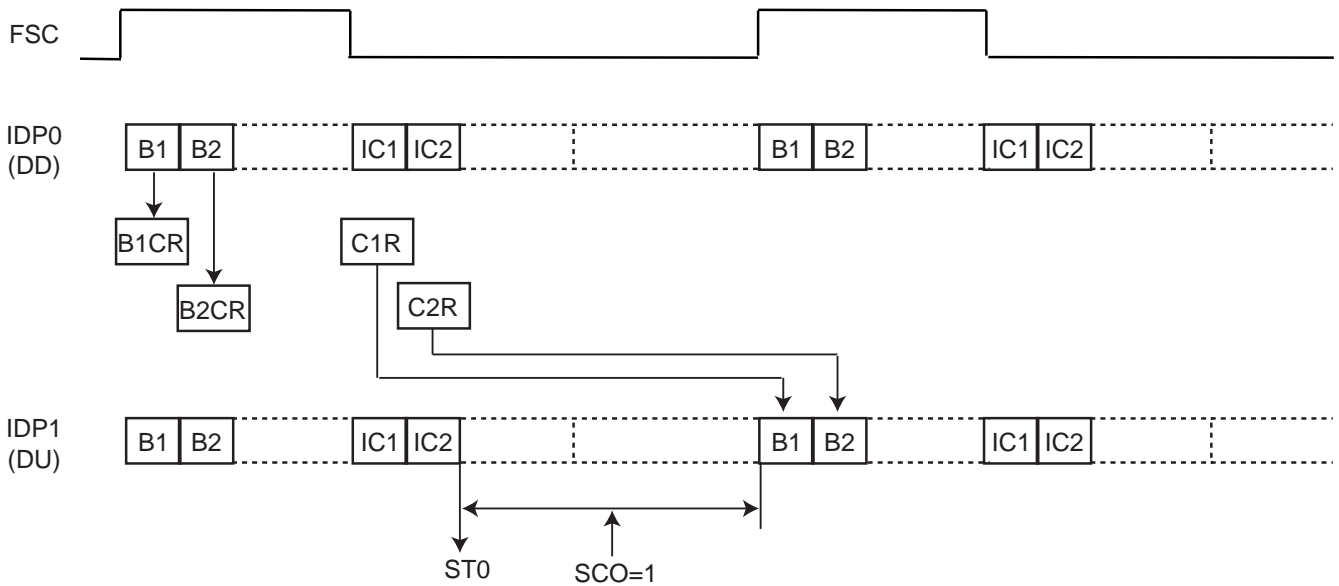 FSC
IDP0
(DD)
B1 B2 IC1 IC2 B1 B2 IC1 IC2
B1CR C1R
B2CR C2R
IDP1
(DU)
B1 B2 IC1 IC2 B1 B2 IC1 IC2
ST0 SCO=1